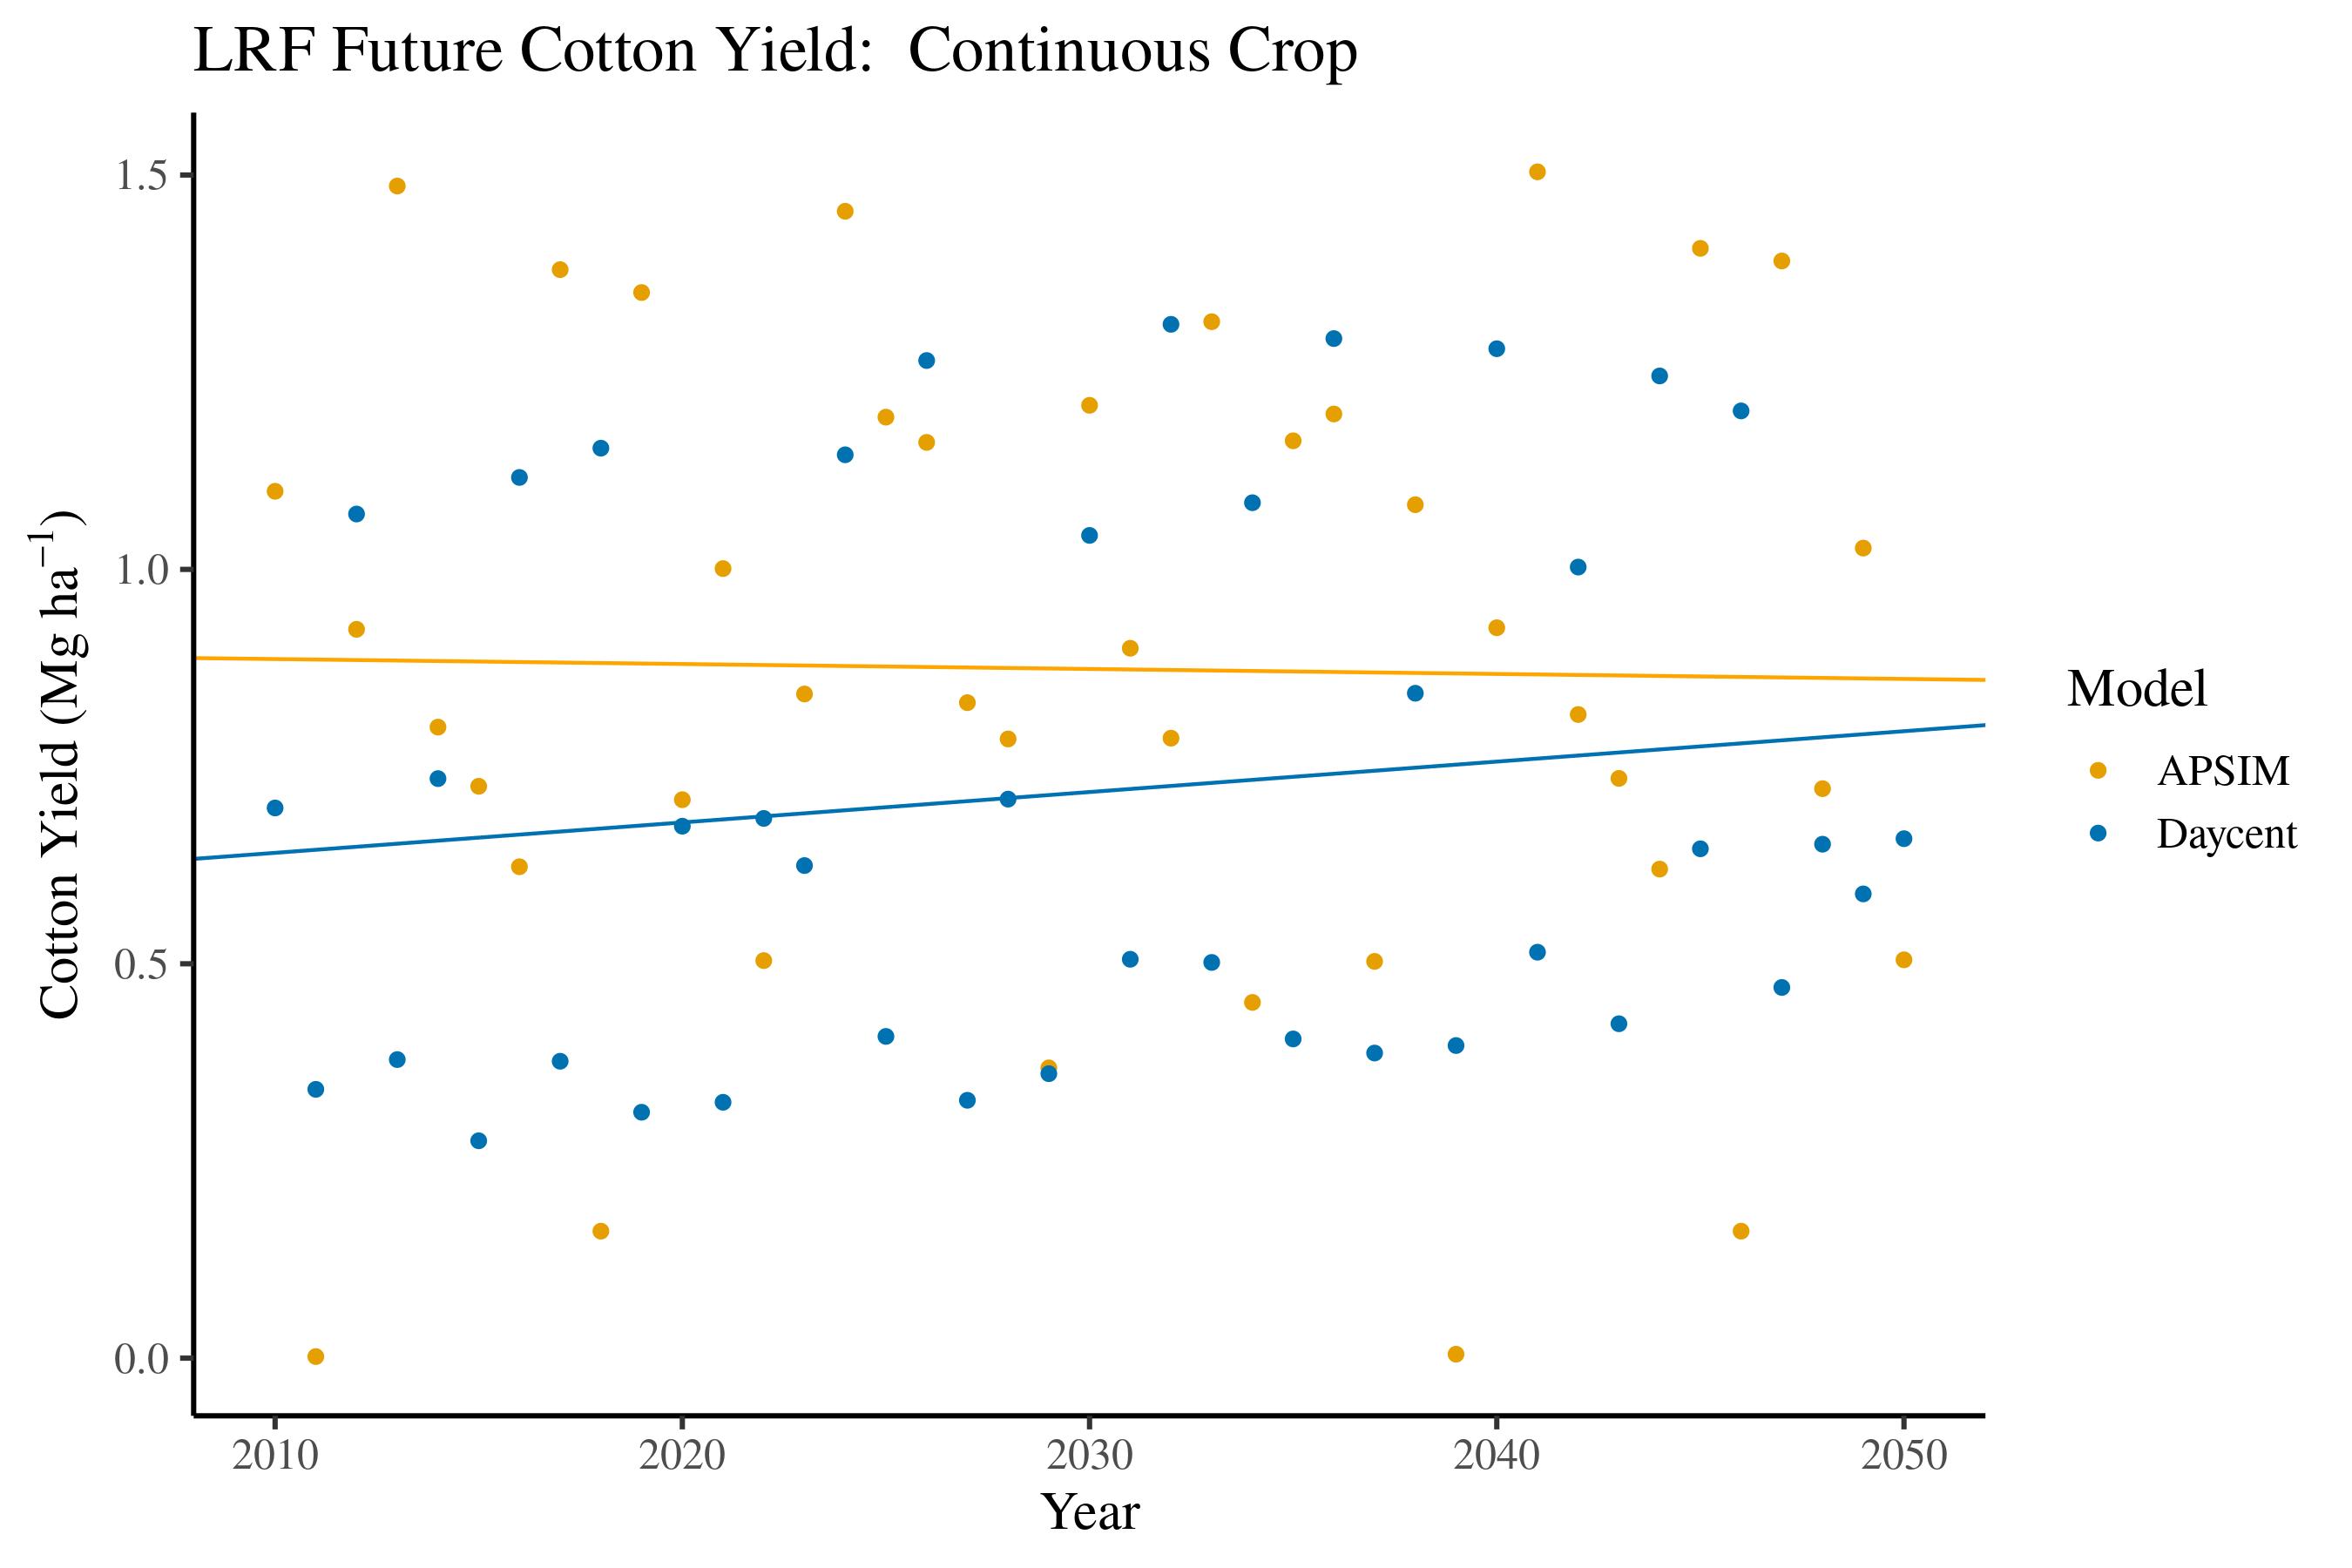 LRF Future Cotton Yield:  Continuous Crop
Cotton Yield (Mg ha⁻¹)
1.5
1.0
0.5
0.0
2010 2020 2030 2040 2050
Year
Model
APSIM
Daycent